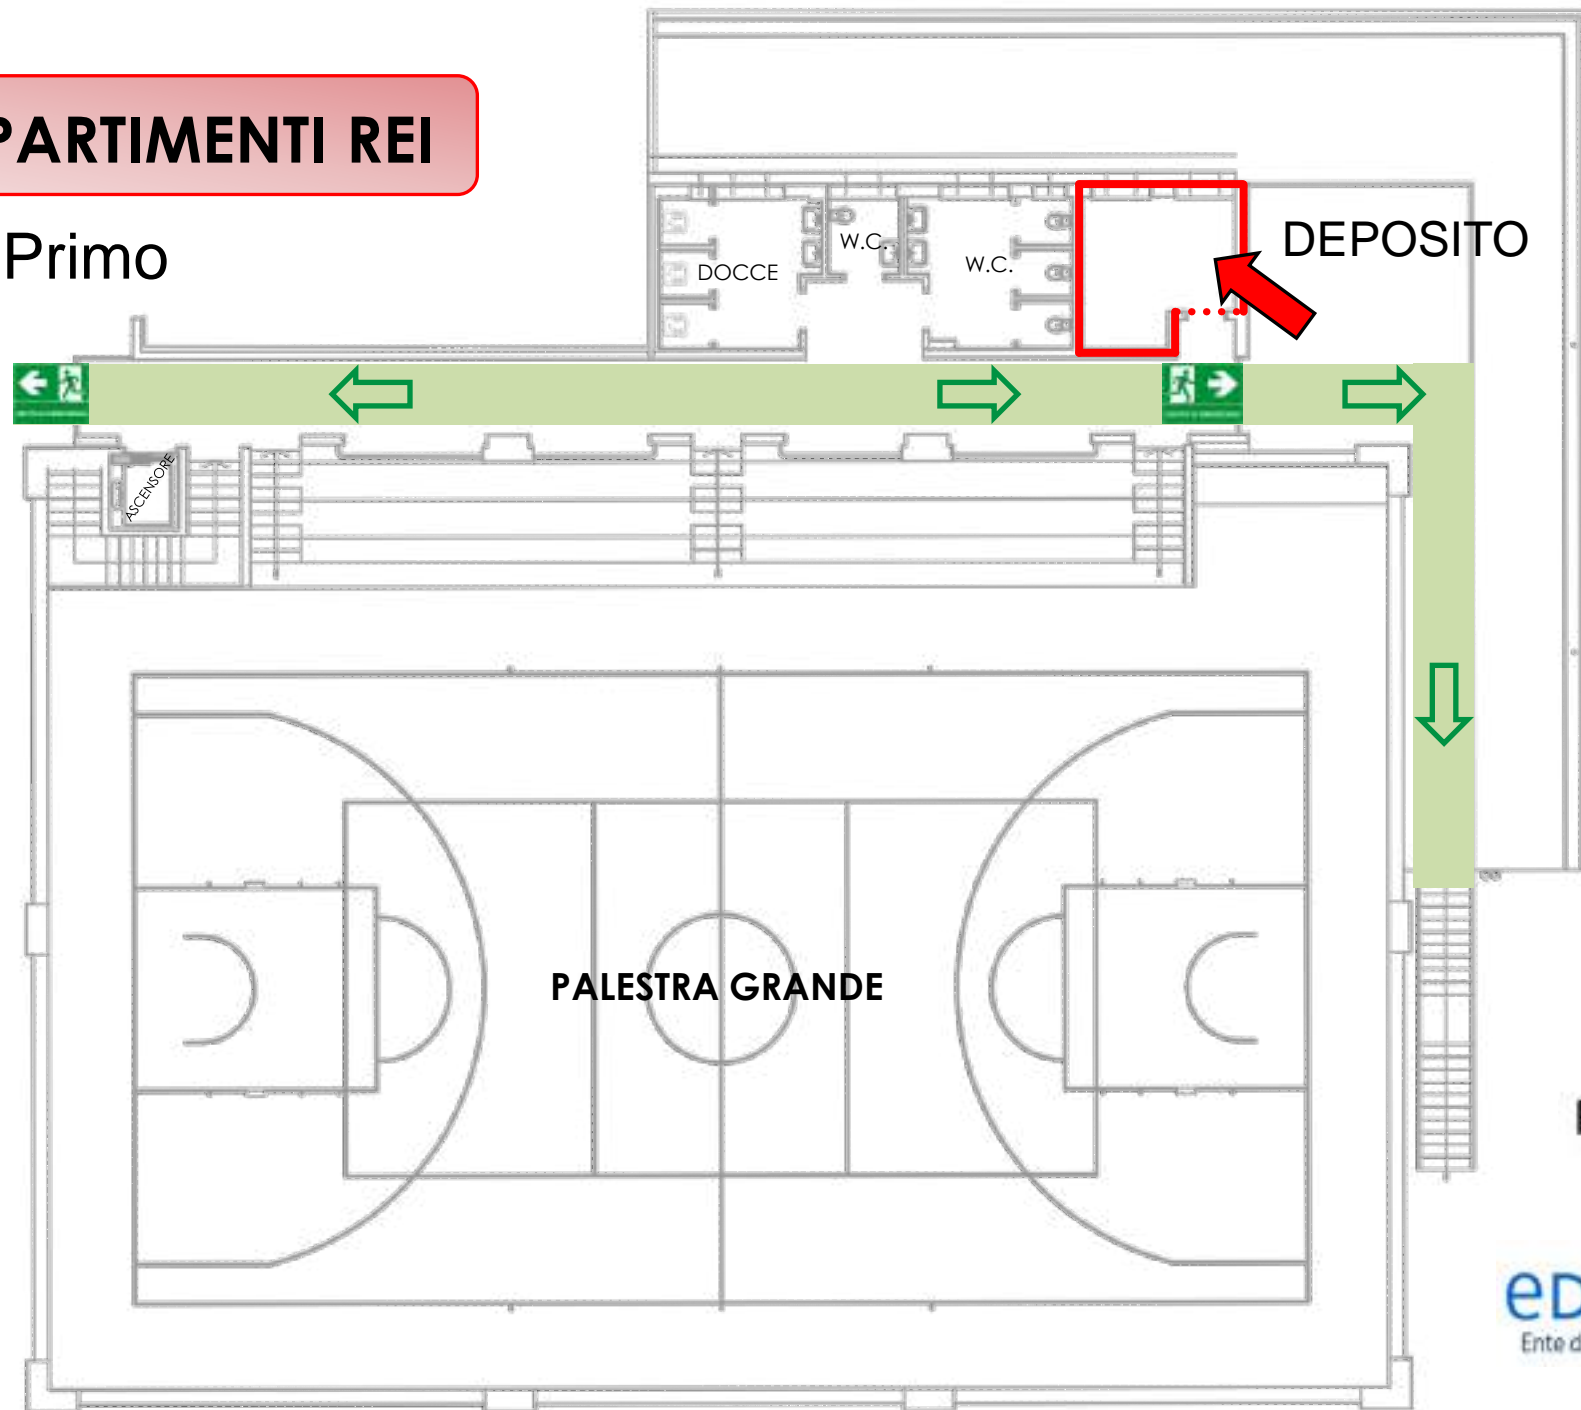 PARTIMENTI REI
Primo
DEPOSITO
W.C.
DOCCE
W.C.
ASCENSORE
PALESTRA GRANDE
eD
Ente d